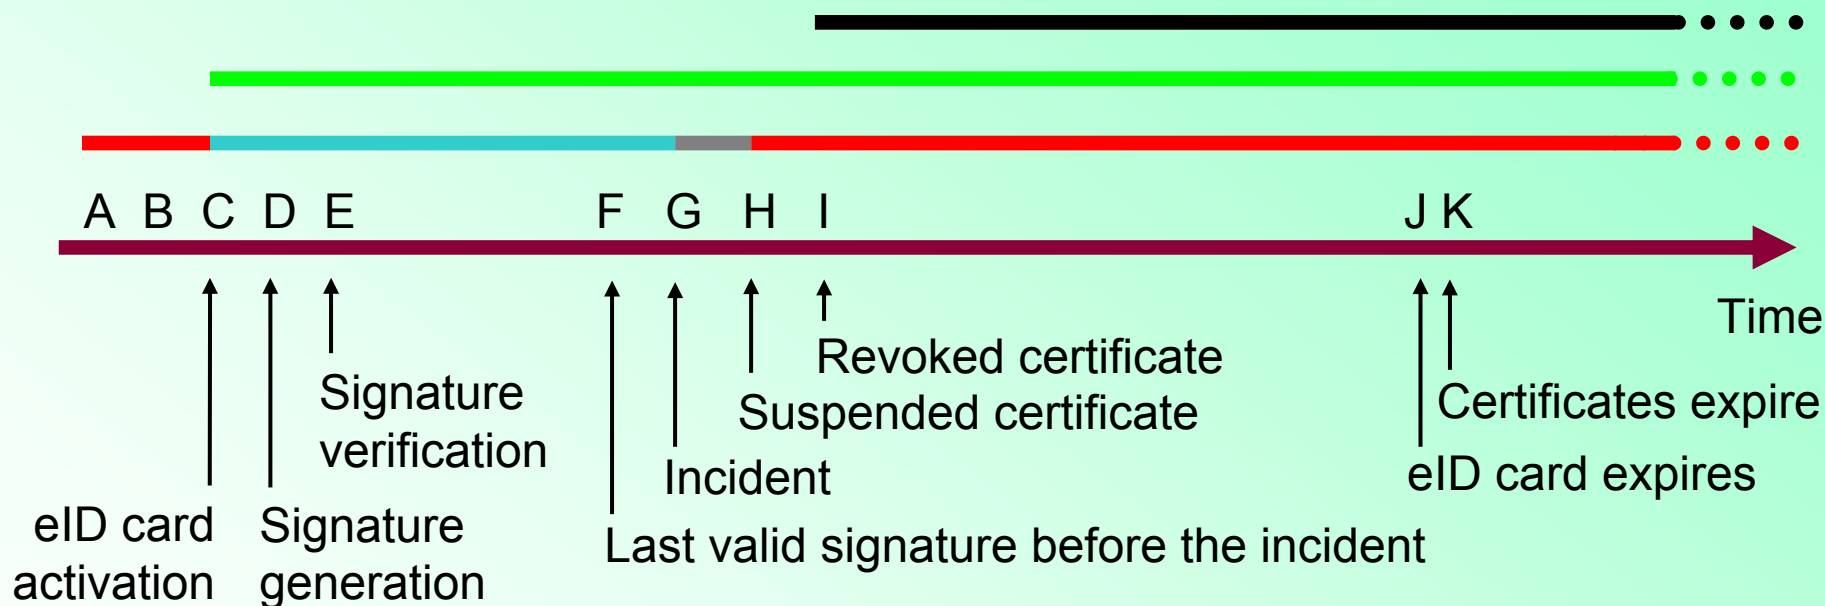 A B C D E F G H I J K
Time
Revoked certificate
Suspended certificate
Certificates expire
Signature
verification
Incident
eID card expires
eID card
activation
Signature
generation
Last valid signature before the incident